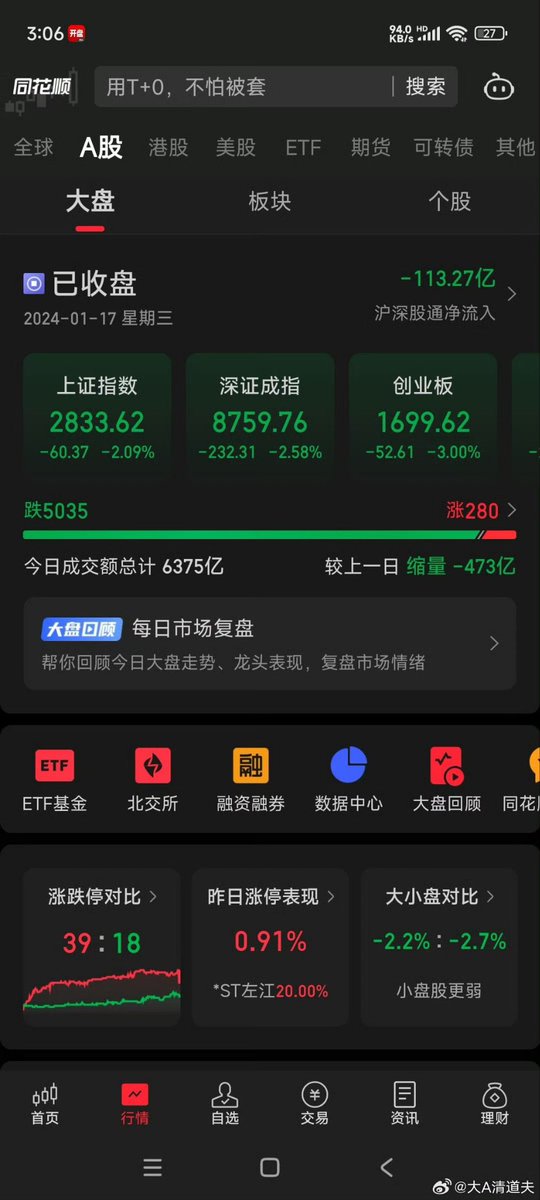 3:06 开盘 94.0 KB/s HD 27
同花顺 用T+0，不怕被套 搜索
全球 A股 港股 美股 ETF 期货 可转债 其他
大盘 板块 个股
已收盘 -113.27亿
2024-01-17 星期三 沪深股通净流入
上证指数 深证成指 创业板
2833.62 8759.76 1699.62
-60.37 -2.09% -232.31 -2.58% -52.61 -3.00%
跌5035 涨280
今日成交额总计 6375亿 较上一日 缩量 -473亿
大盘回顾 每日市场复盘
帮你回顾今日大盘走势、龙头表现，复盘市场情绪
ETF 融
ETF基金 北交所 融资融券 数据中心 大盘回顾 同花
涨跌停对比 昨日涨停表现 大小盘对比
39:18 0.91% -2.2%:-2.7%
*ST左江20.00% 小盘股更弱
首页 行情 自选 交易 资讯 理财
@大A清道夫